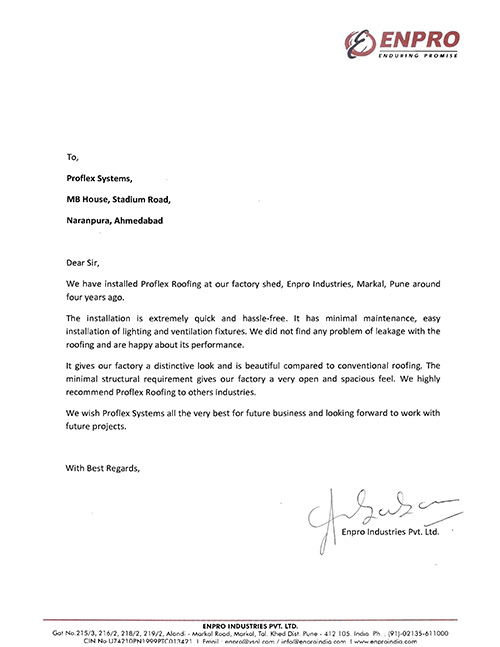 ENPRO
ENDURING PROMISE
To,
Proflex Systems,
MB House, Stadium Road,
Naranpura, Ahmedabad
Dear Sir,
We have installed Proflex Roofing at our factory shed, Enpro Industries, Markal, Pune around
four years ago.
The installation is extremely quick and hassle-free. It has minimal maintenance, easy
installation of lighting and ventilation fixtures. We did not find any problem of leakage with the
roofing and are happy about its performance.
It gives our factory a distinctive look and is beautiful compared to conventional roofing. The
minimal structural requirement gives our factory a very open and spacious feel. We highly
recommend Proflex Roofing to others industries.
We wish Proflex Systems all the very best for future business and looking forward to work with
future projects.
With Best Regards,
Enpro Industries Pvt. Ltd.
ENPRO INDUSTRIES PVT. LTD.
Gat No.215/3, 216/2, 218/2, 219/2, Alandi - Markal Road, Markal, Tal. Khed Dist. Pune - 412 105. India Ph. : (91)-02135-611000
CIN No.U74210PN1999PTC013421 | Email : enpro@vsnl.com / info@enproindia.com | www.enproindia.com